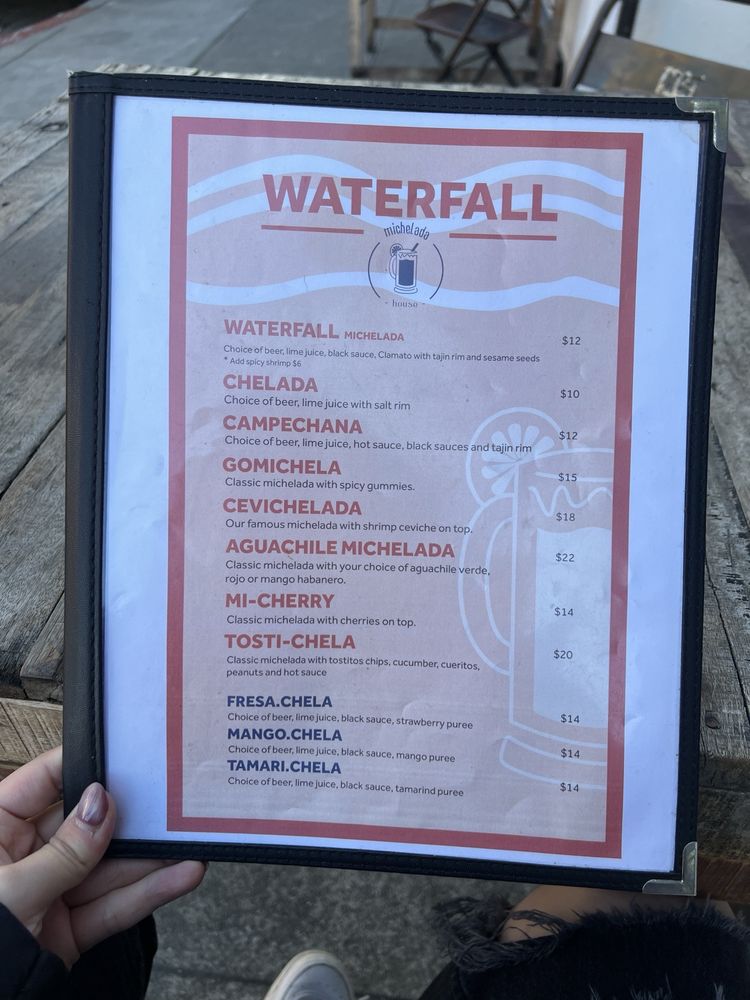 WATERFALL
michelada
- house -
WATERFALL MICHELADA $12
Choice of beer, lime juice, black sauce, Clamato with tajin rim and sesame seeds
* Add spicy shrimp $6
CHELADA $10
Choice of beer, lime juice with salt rim
CAMPECHANA $12
Choice of beer, lime juice, hot sauce, black sauces and tajin rim
GOMICHELA $15
Classic michelada with spicy gummies.
CEVICHELADA $18
Our famous michelada with shrimp ceviche on top.
AGUACHILE MICHELADA $22
Classic michelada with your choice of aguachile verde,
rojo or mango habanero.
MI-CHERRY $14
Classic michelada with cherries on top.
TOSTI-CHELA $20
Classic michelada with tostitos chips, cucumber, cueritos,
peanuts and hot sauce
FRESA.CHELA
Choice of beer, lime juice, black sauce, strawberry puree $14
MANGO.CHELA
Choice of beer, lime juice, black sauce, mango puree $14
TAMARI.CHELA
Choice of beer, lime juice, black sauce, tamarind puree $14